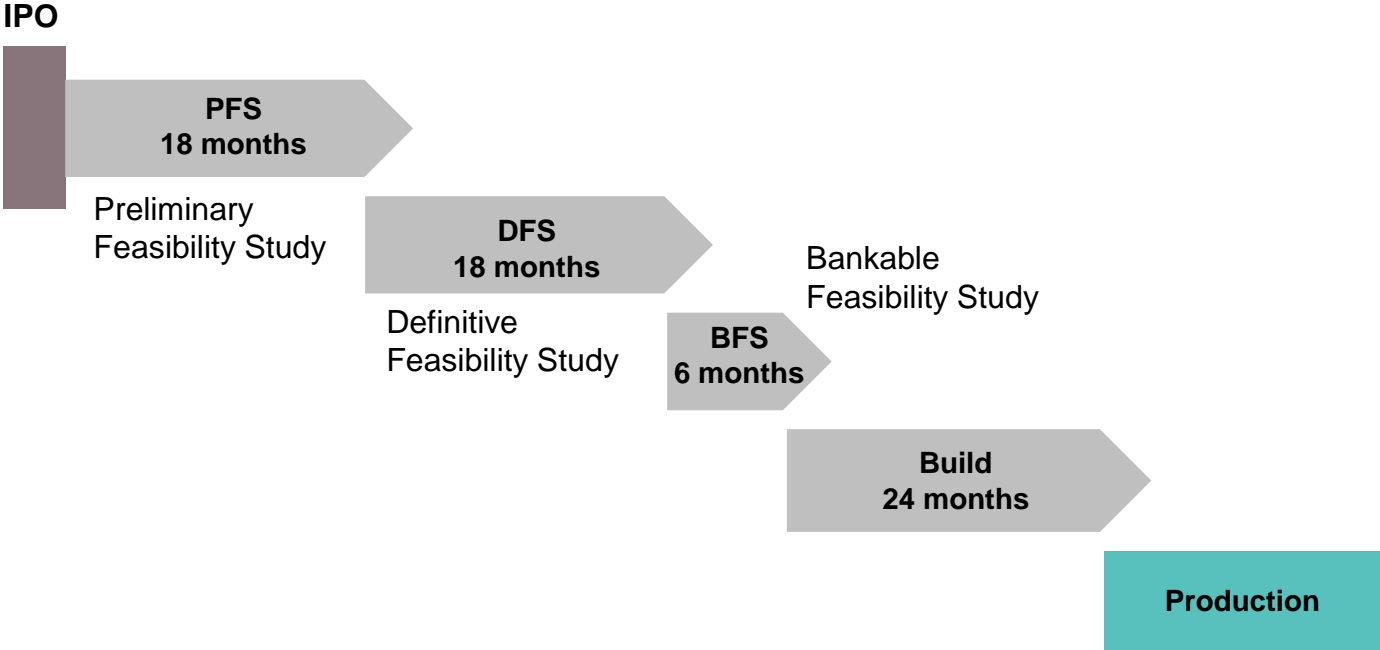 IPO
PFS
18 months
Preliminary
Feasibility Study
DFS
18 months
Definitive
Feasibility Study
Bankable
Feasibility Study
BFS
6 months
Build
24 months
Production